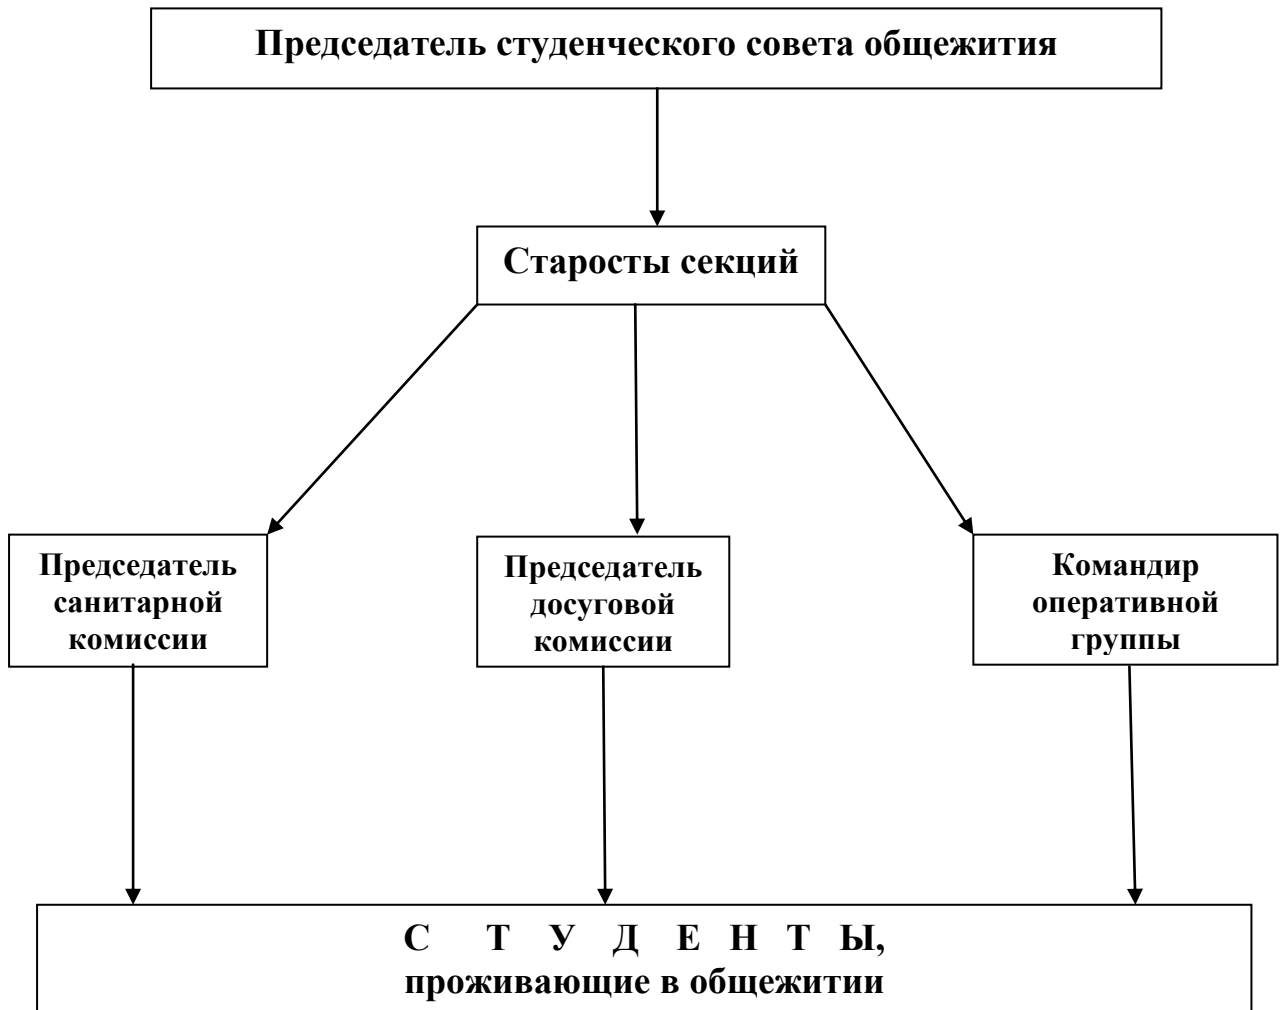 Председатель студенческого совета общежития
Старосты секций
Председатель
санитарной
комиссии
Председатель
досуговой
комиссии
Командир
оперативной
группы
С Т У Д Е Н Т Ы,
проживающие в общежитии